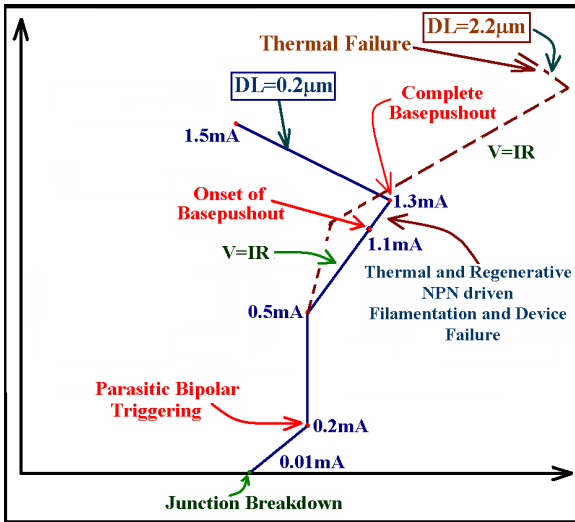 DL=2.2μm
Thermal Failure
DL=0.2μm
Complete
Basepushout
1.5mA
V=IR
Onset of
Basepushout
1.3mA
1.1mA
V=IR
Thermal and Regenerative
NPN driven
Filamentation and Device
Failure
0.5mA
Parasitic Bipolar
Triggering
0.2mA
0.01mA
Junction Breakdown